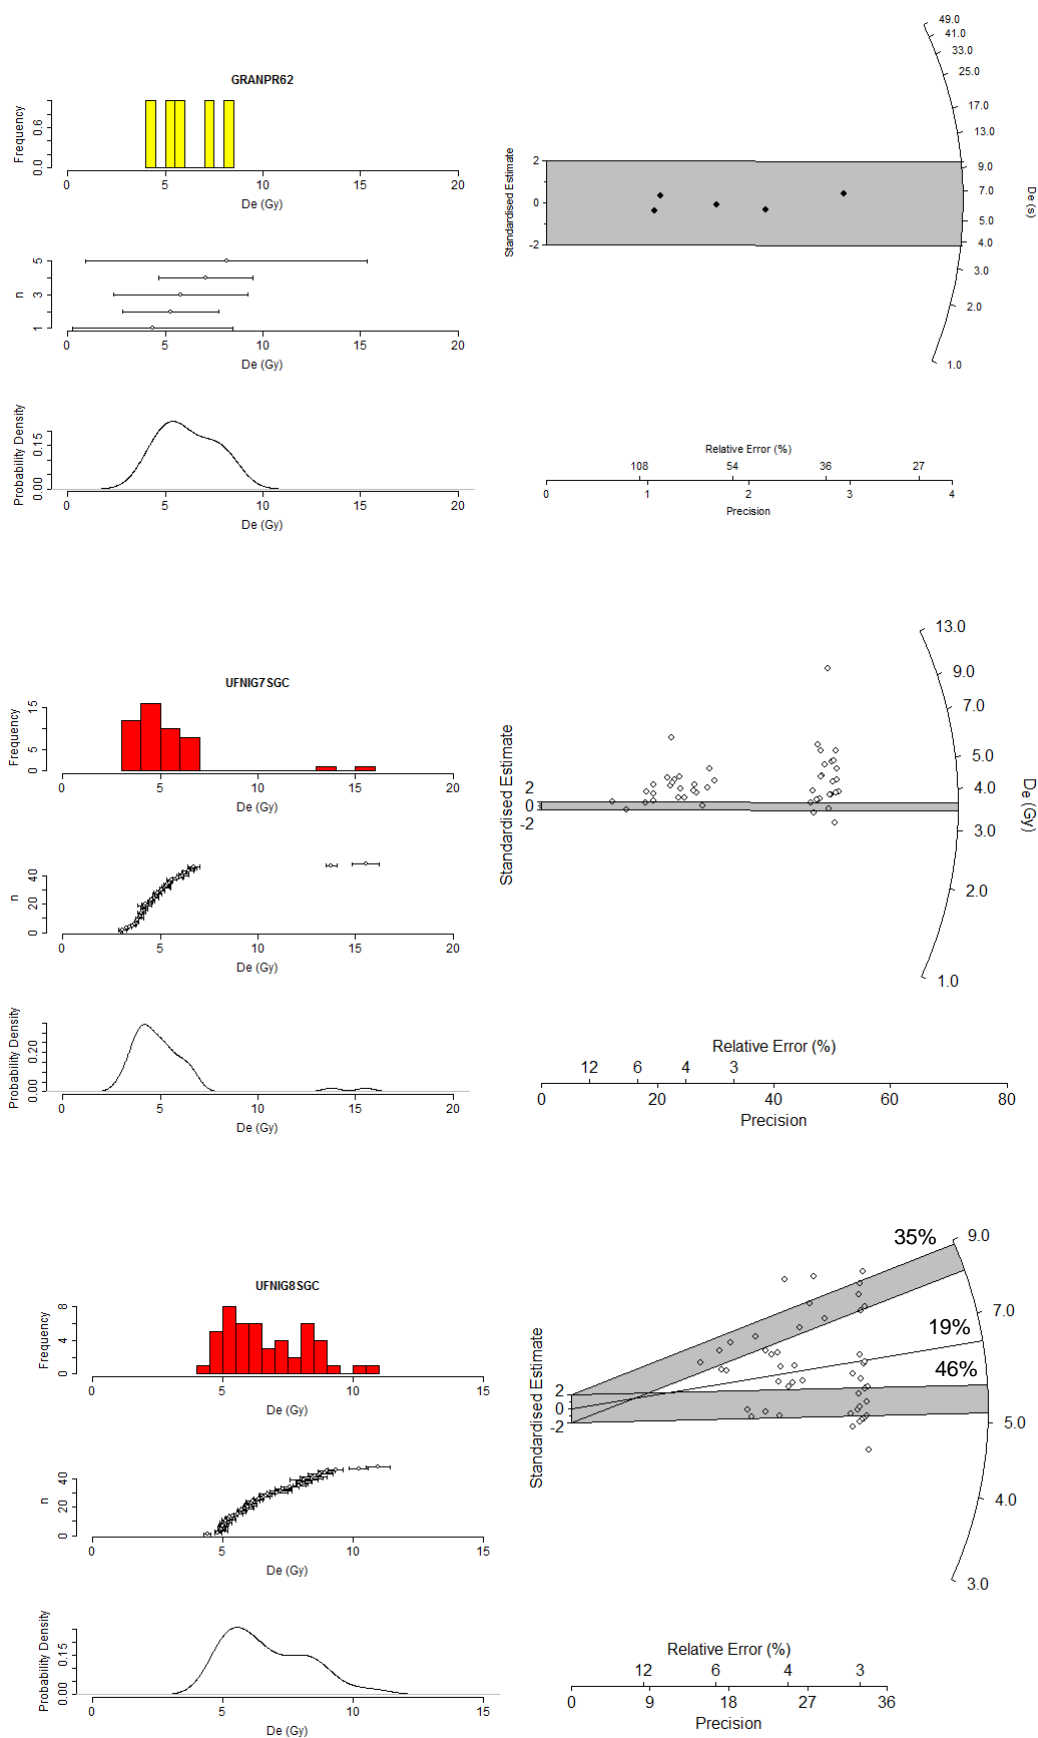 GRANPR62
Frequency
0.0 0.6
0 5 10 15 20
De (Gy)
n
1 3 5
0 5 10 15 20
De (Gy)
Probability Density
0.00 0.15
0 5 10 15 20
De (Gy)
Standardised Estimate
2
0
-2
49.0
41.0
33.0
25.0
17.0
13.0
9.0
7.0
5.0
4.0
3.0
2.0
1.0
De (s)
Relative Error (%)
108 54 36 27
0 1 2 3 4
Precision
UFNIG7SGC
Frequency
0 5 15
0 5 10 15 20
De (Gy)
n
0 20 40
0 5 10 15 20
De (Gy)
Probability Density
0.00 0.20
0 5 10 15 20
De (Gy)
Standardised Estimate
2
0
-2
13.0
9.0
7.0
5.0
4.0
3.0
2.0
1.0
De (Gy)
Relative Error (%)
12 6 4 3
0 20 40 60 80
Precision
UFNIG8SGC
Frequency
0 4 8
0 5 10 15
De (Gy)
n
0 20 40
0 5 10 15
De (Gy)
Probability Density
0.00 0.15
0 5 10 15
De (Gy)
Standardised Estimate
2
0
-2
35%
19%
46%
9.0
7.0
5.0
4.0
3.0
Relative Error (%)
12 6 4 3
0 9 18 27 36
Precision